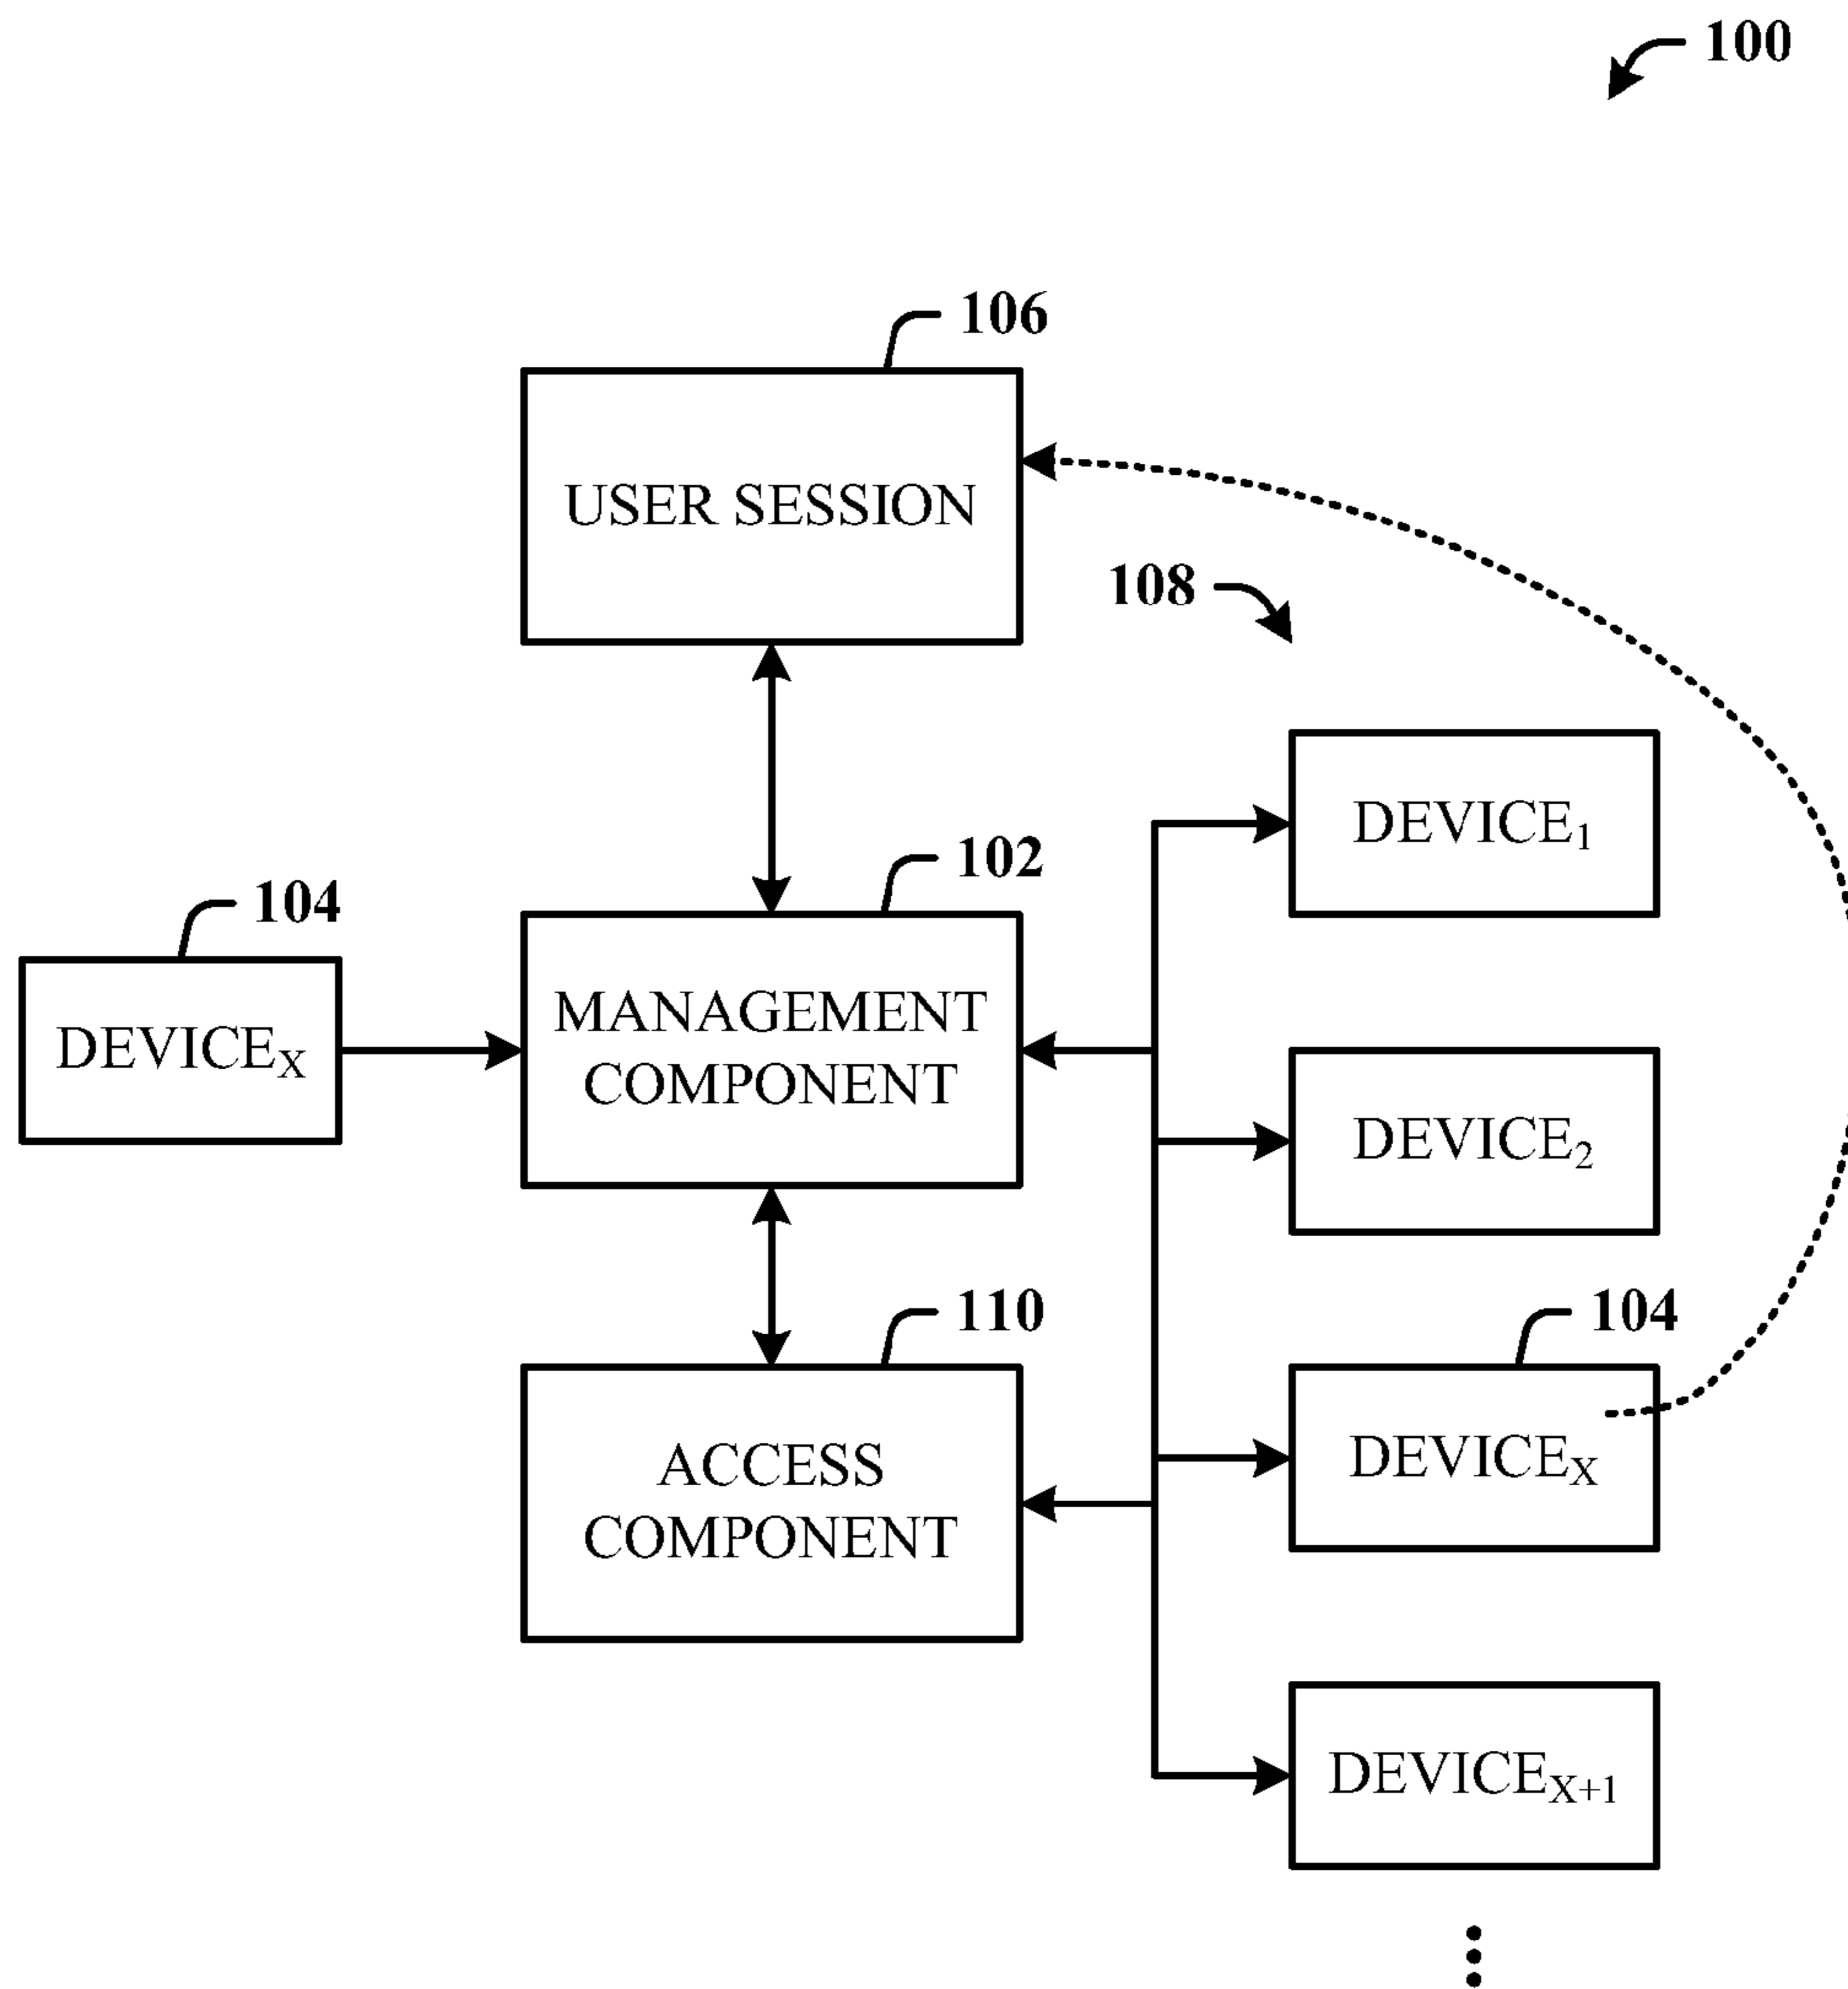 100
106
USER SESSION
108
DEVICE₁
102
104
MANAGEMENT
COMPONENT
DEVICEₓ
DEVICE₂
110
104
ACCESS
COMPONENT
DEVICEₓ
DEVICEₓ₊₁